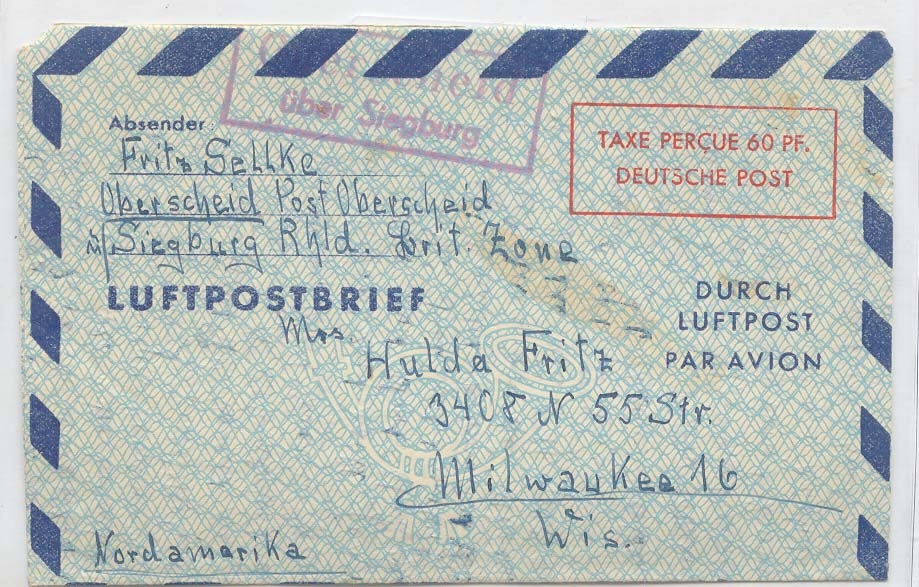 über Siegburg
Absender:
Fritz Sellke
Oberscheid Post Oberscheid
ü/Siegburg Rhld. brit. Zone
TAXE PERÇUE 60 PF.
DEUTSCHE POST
LUFTPOSTBRIEF
DURCH
LUFTPOST
PAR AVION
Mrs.
Hulda Fritz
3408 N 55 Str.
Milwaukee 16
Wis.
Nordamerika